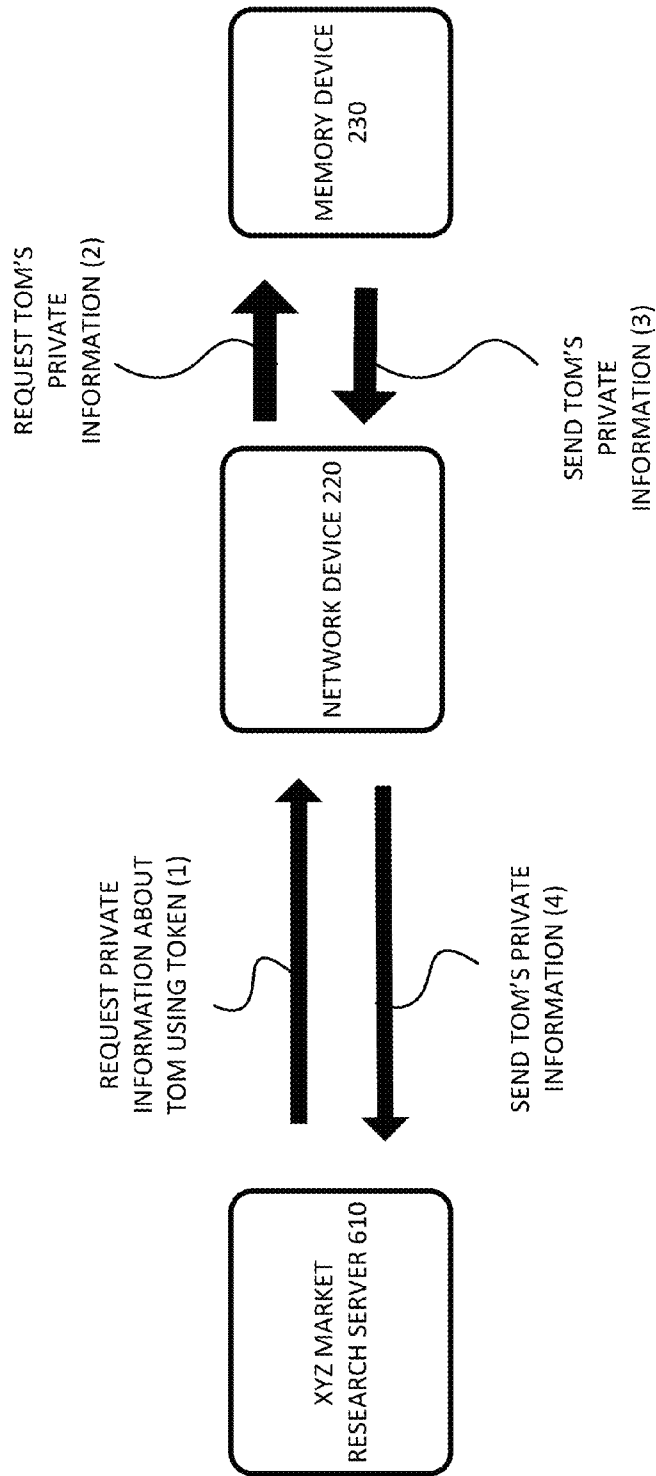 XYZ MARKET
RESEARCH SERVER 610
REQUEST PRIVATE
INFORMATION ABOUT
TOM USING TOKEN (1)
SEND TOM'S PRIVATE
INFORMATION (4)
NETWORK DEVICE 220
REQUEST TOM'S
PRIVATE
INFORMATION (2)
SEND TOM'S
PRIVATE
INFORMATION (3)
MEMORY DEVICE
230